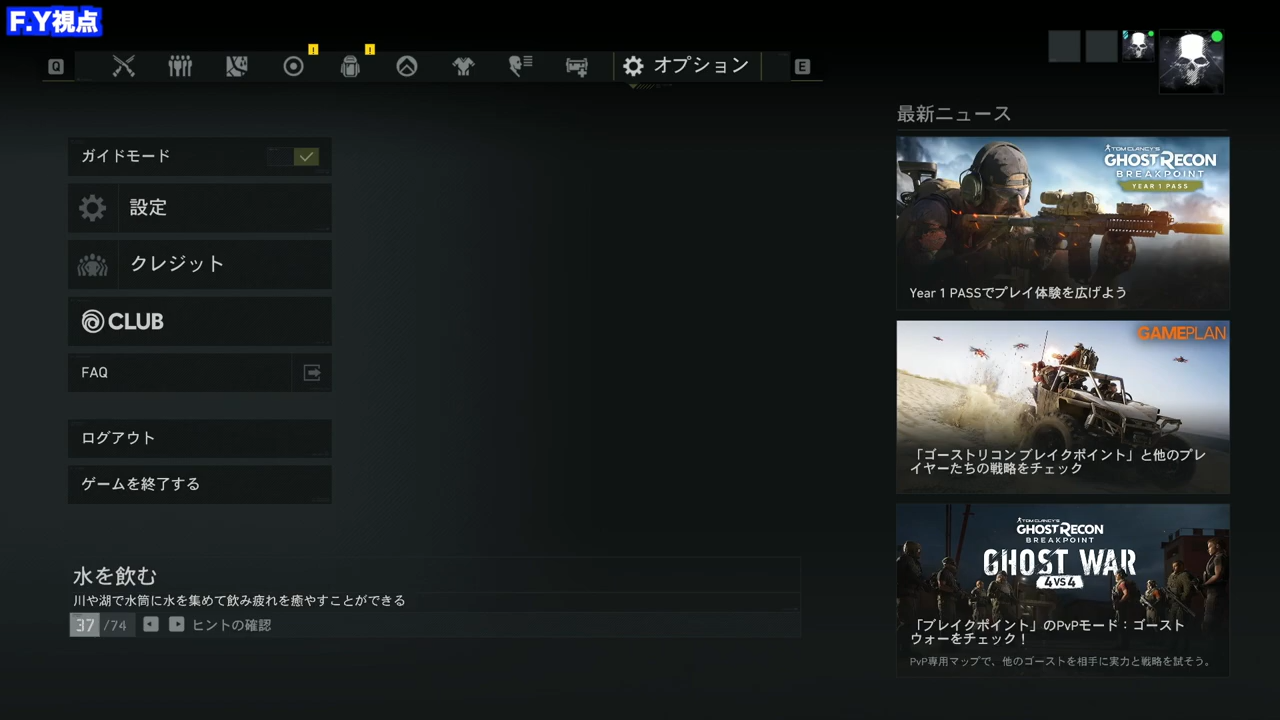 F.Y視点
Q
オプション
E
ガイドモード
設定
クレジット
CLUB
FAQ
ログアウト
ゲームを終了する
水を飲む
川や湖で水筒に水を集めて飲み疲れを癒やすことができる
37 /74 ヒントの確認
最新ニュース
TOM CLANCY'S
GHOST RECON
BREAKPOINT
YEAR 1 PASS
Year 1 PASSでプレイ体験を広げよう
GAMEPLAN
「ゴーストリコン ブレイクポイント」と他のプレ
イヤーたちの戦略をチェック
TOM CLANCY'S
GHOST RECON
BREAKPOINT
GHOST WAR
4 VS 4
「ブレイクポイント」のPvPモード：ゴースト
ウォーをチェック！
PvP専用マップで、他のゴーストを相手に実力と戦略を試そう。